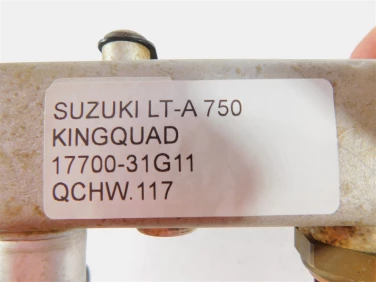 SUZUKI LT-A 750
KINGQUAD
17700-31G11
QCHW.117